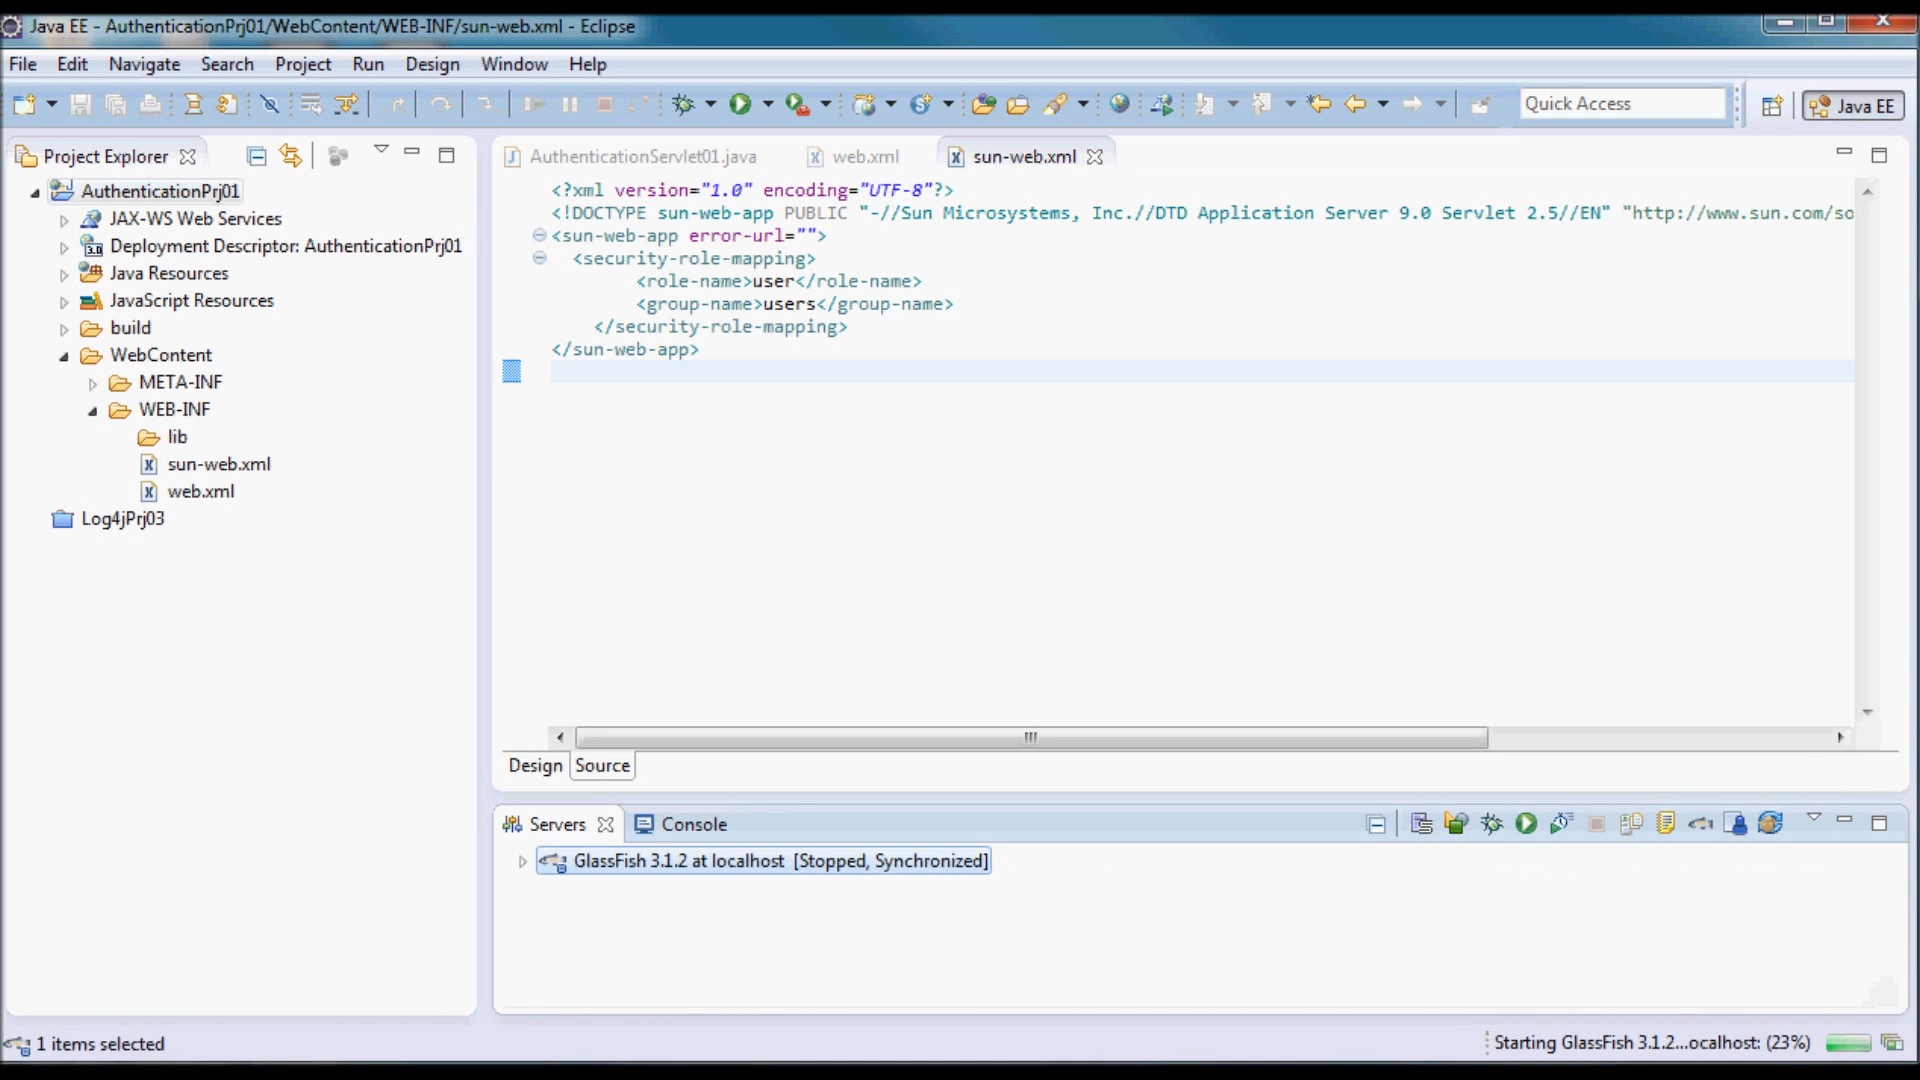 Java EE - AuthenticationPrj01/WebContent/WEB-INF/sun-web.xml - Eclipse
File Edit Navigate Search Project Run Design Window Help
Quick Access
Java EE
Project Explorer
AuthenticationPrj01
JAX-WS Web Services
Deployment Descriptor: AuthenticationPrj01
Java Resources
JavaScript Resources
build
WebContent
META-INF
WEB-INF
lib
sun-web.xml
web.xml
Log4jPrj03
AuthenticationServlet01.java web.xml sun-web.xml
<?xml version="1.0" encoding="UTF-8"?>
<!DOCTYPE sun-web-app PUBLIC "-//Sun Microsystems, Inc.//DTD Application Server 9.0 Servlet 2.5//EN" "http://www.sun.com/so
<sun-web-app error-url="">
<security-role-mapping>
<role-name>user</role-name>
<group-name>users</group-name>
</security-role-mapping>
</sun-web-app>
Design Source
Servers Console
GlassFish 3.1.2 at localhost [Stopped, Synchronized]
1 items selected
Starting GlassFish 3.1.2...ocalhost: (23%)